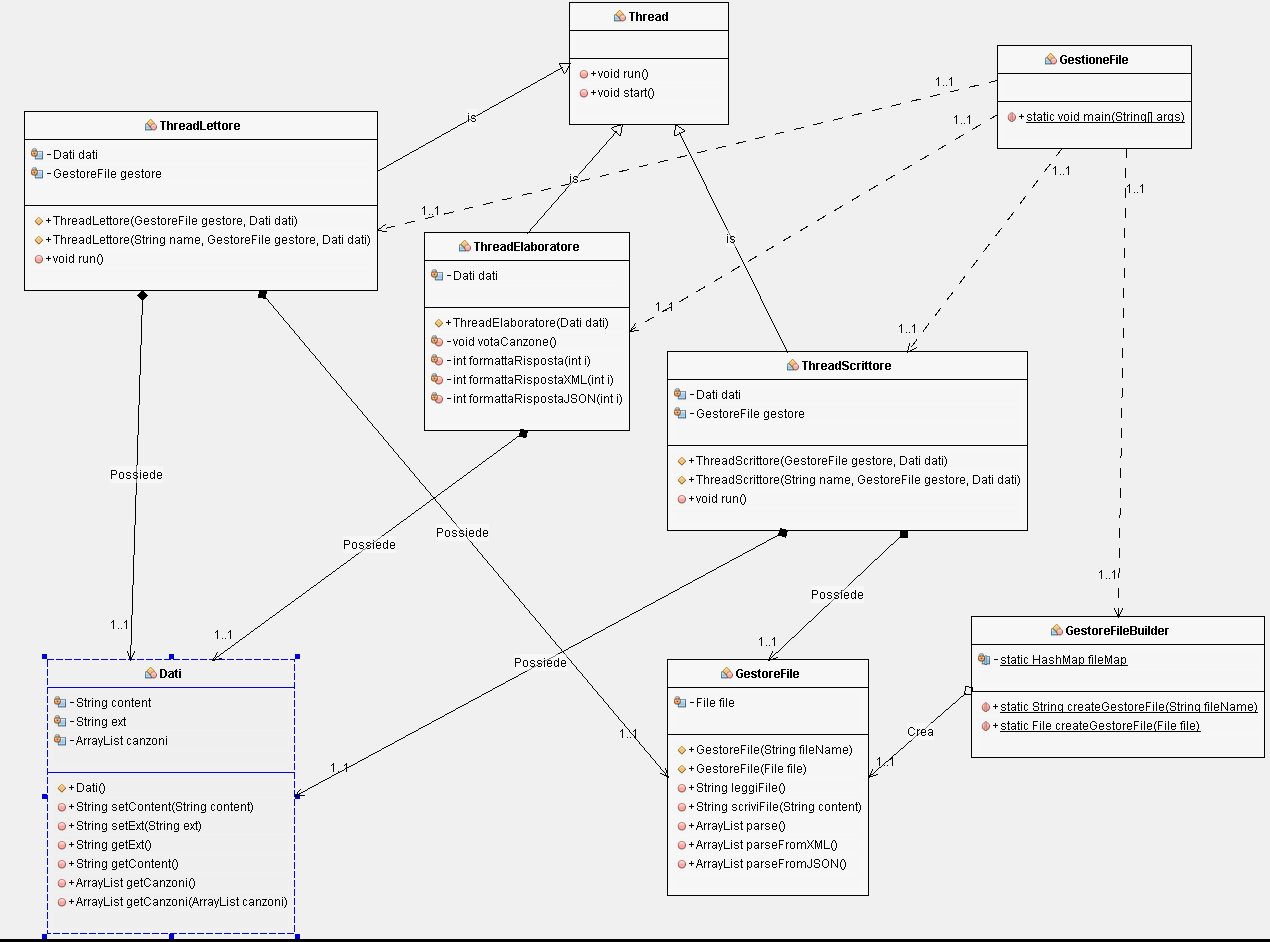 Thread
+void run()
+void start()
GestioneFile
+static void main(String[] args)
ThreadLettore
-Dati dati
-GestoreFile gestore
+ThreadLettore(GestoreFile gestore, Dati dati)
+ThreadLettore(String name, GestoreFile gestore, Dati dati)
+void run()
is
is
is
1..1
1..1
1..1
1..1
1..1
1..1
1..1
1..1
ThreadElaboratore
-Dati dati
+ThreadElaboratore(Dati dati)
-void votaCanzone()
-int formattaRisposta(int i)
-int formattaRispostaXML(int i)
-int formattaRispostaJSON(int i)
ThreadScrittore
-Dati dati
-GestoreFile gestore
+ThreadScrittore(GestoreFile gestore, Dati dati)
+ThreadScrittore(String name, GestoreFile gestore, Dati dati)
+void run()
Possiede
Possiede
Possiede
Possiede
Possiede
1..1
1..1
1..1
1..1
1..1
GestoreFileBuilder
-static HashMap fileMap
+static String createGestoreFile(String fileName)
+static File createGestoreFile(File file)
Crea
1..1
Dati
-String content
-String ext
-ArrayList canzoni
+Dati()
+String setContent(String content)
+String setExt(String ext)
+String getExt()
+String getContent()
+ArrayList getCanzoni()
+ArrayList getCanzoni(ArrayList canzoni)
GestoreFile
-File file
+GestoreFile(String fileName)
+GestoreFile(File file)
+String leggiFile()
+String scriviFile(String content)
+ArrayList parse()
+ArrayList parseFromXML()
+ArrayList parseFromJSON()